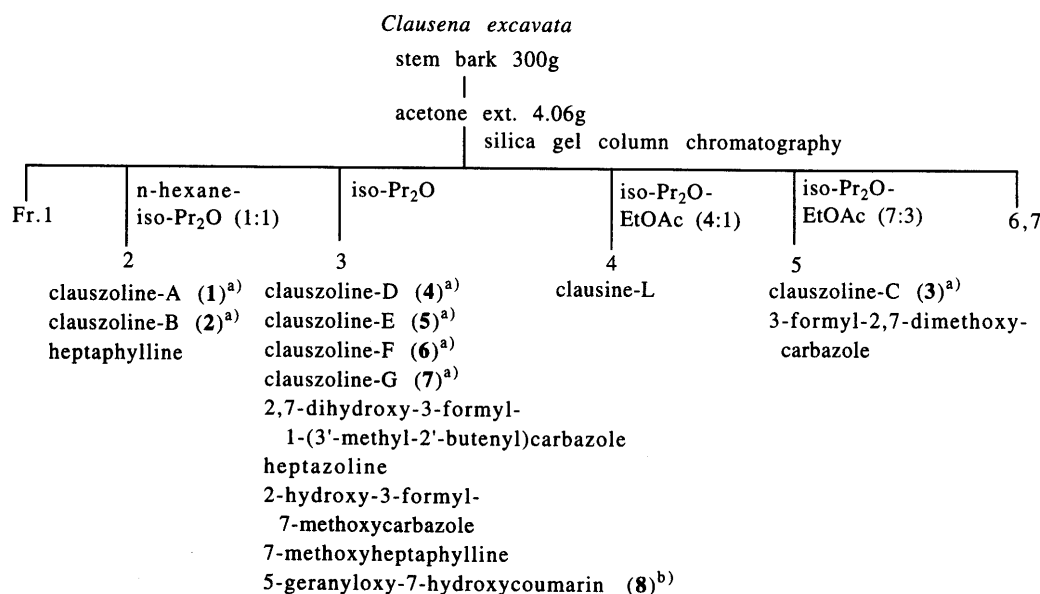 Clausena excavata
stem bark 300g
acetone ext. 4.06g
silica gel column chromatography
Fr.1
n-hexane-
iso-Pr₂O (1:1)
2
clauszoline-A (1)ᵃ⁾
clauszoline-B (2)ᵃ⁾
heptaphylline
iso-Pr₂O
3
clauszoline-D (4)ᵃ⁾
clauszoline-E (5)ᵃ⁾
clauszoline-F (6)ᵃ⁾
clauszoline-G (7)ᵃ⁾
2,7-dihydroxy-3-formyl-
1-(3'-methyl-2'-butenyl)carbazole
heptazoline
2-hydroxy-3-formyl-
7-methoxycarbazole
7-methoxyheptaphylline
5-geranyloxy-7-hydroxycoumarin (8)ᵇ⁾
iso-Pr₂O-
EtOAc (4:1)
4
clausine-L
iso-Pr₂O-
EtOAc (7:3)
5
clauszoline-C (3)ᵃ⁾
3-formyl-2,7-dimethoxy-
carbazole
6,7